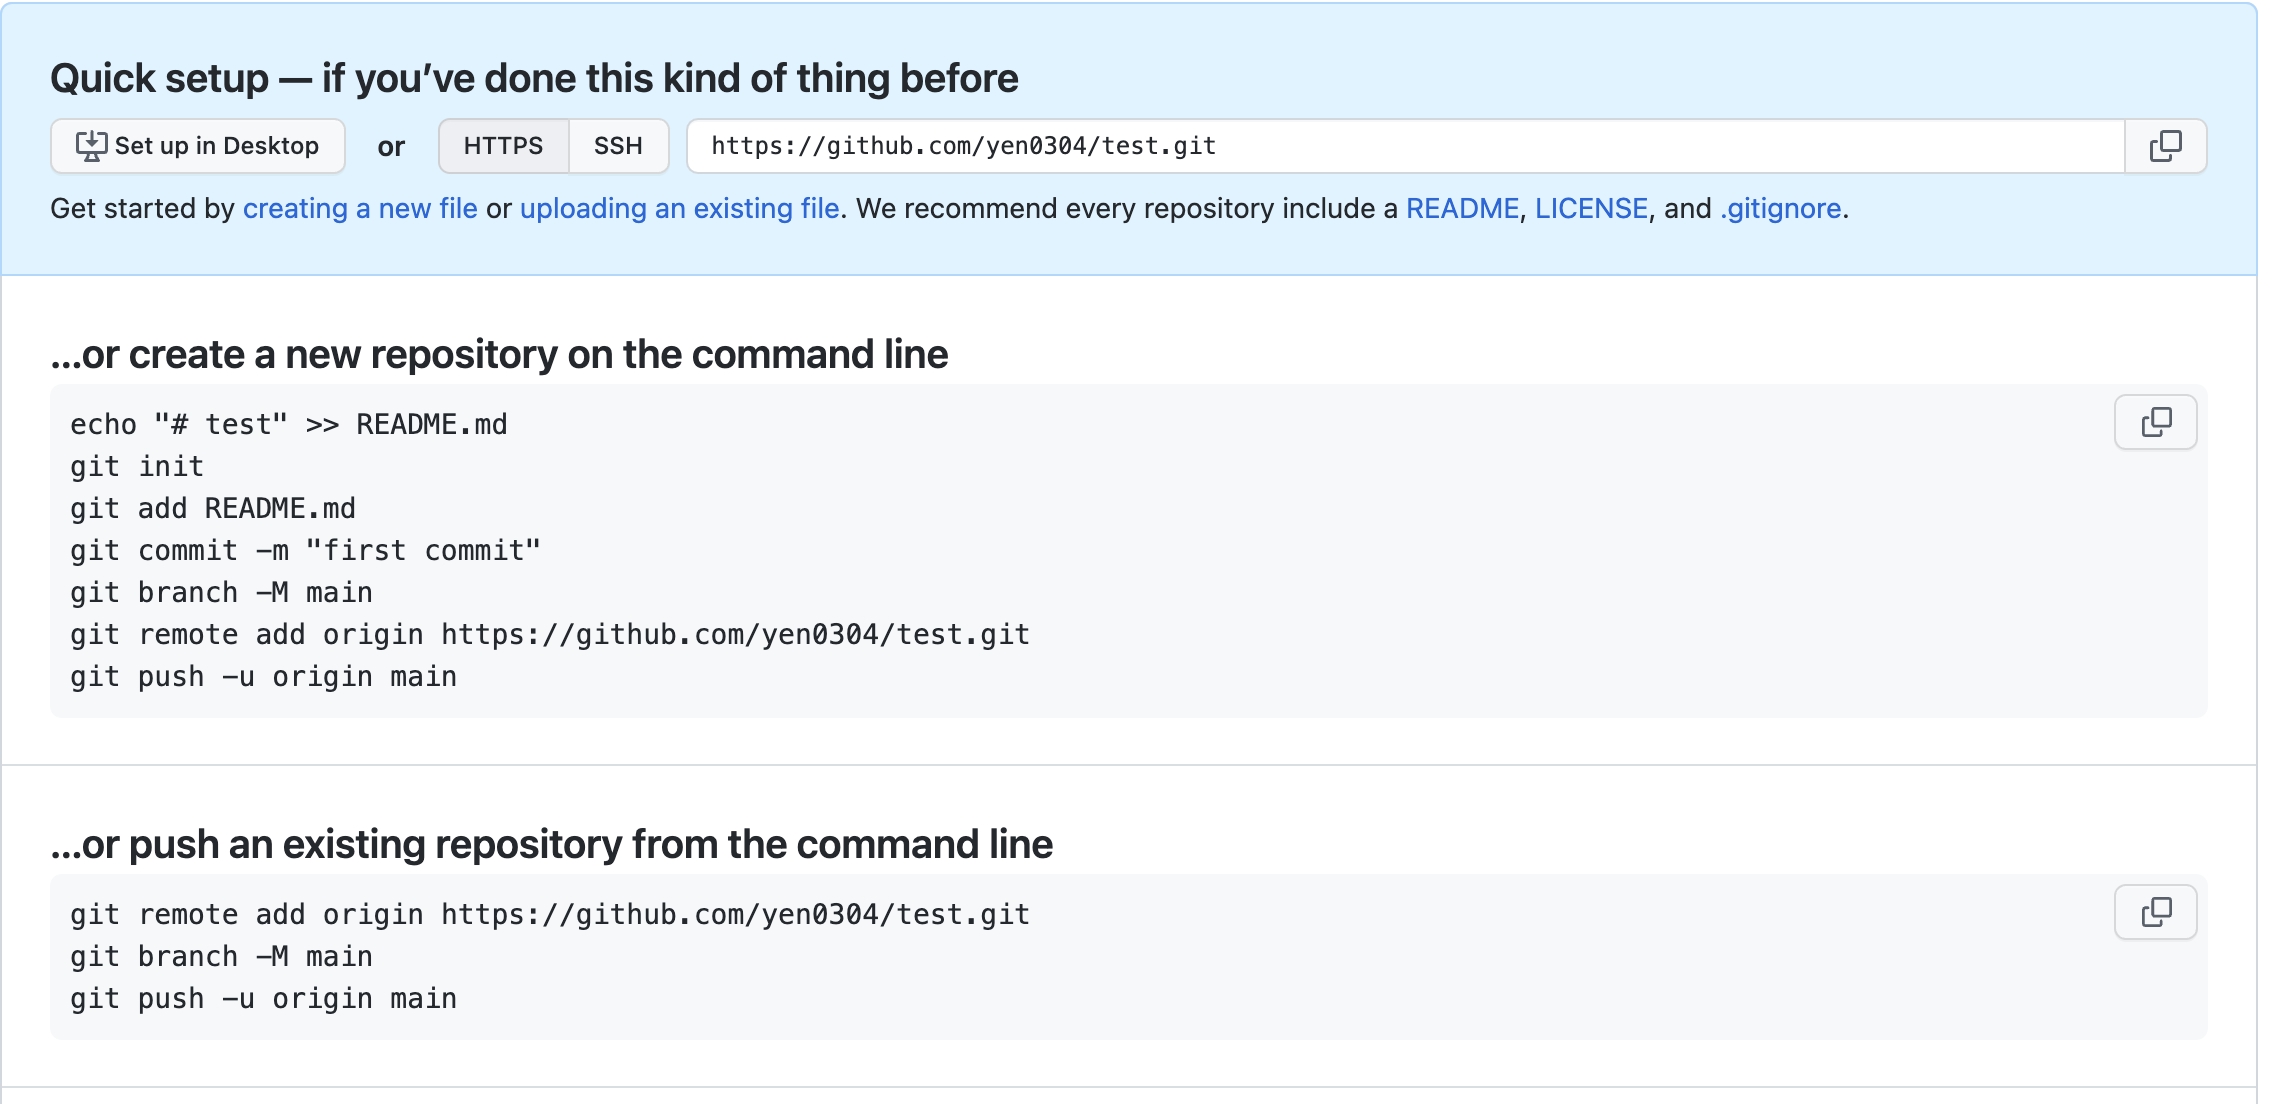 Quick setup — if you’ve done this kind of thing before
Set up in Desktop or HTTPS SSH https://github.com/yen0304/test.git
Get started by creating a new file or uploading an existing file. We recommend every repository include a README, LICENSE, and .gitignore.
…or create a new repository on the command line
echo "# test" >> README.md
git init
git add README.md
git commit -m "first commit"
git branch -M main
git remote add origin https://github.com/yen0304/test.git
git push -u origin main
…or push an existing repository from the command line
git remote add origin https://github.com/yen0304/test.git
git branch -M main
git push -u origin main